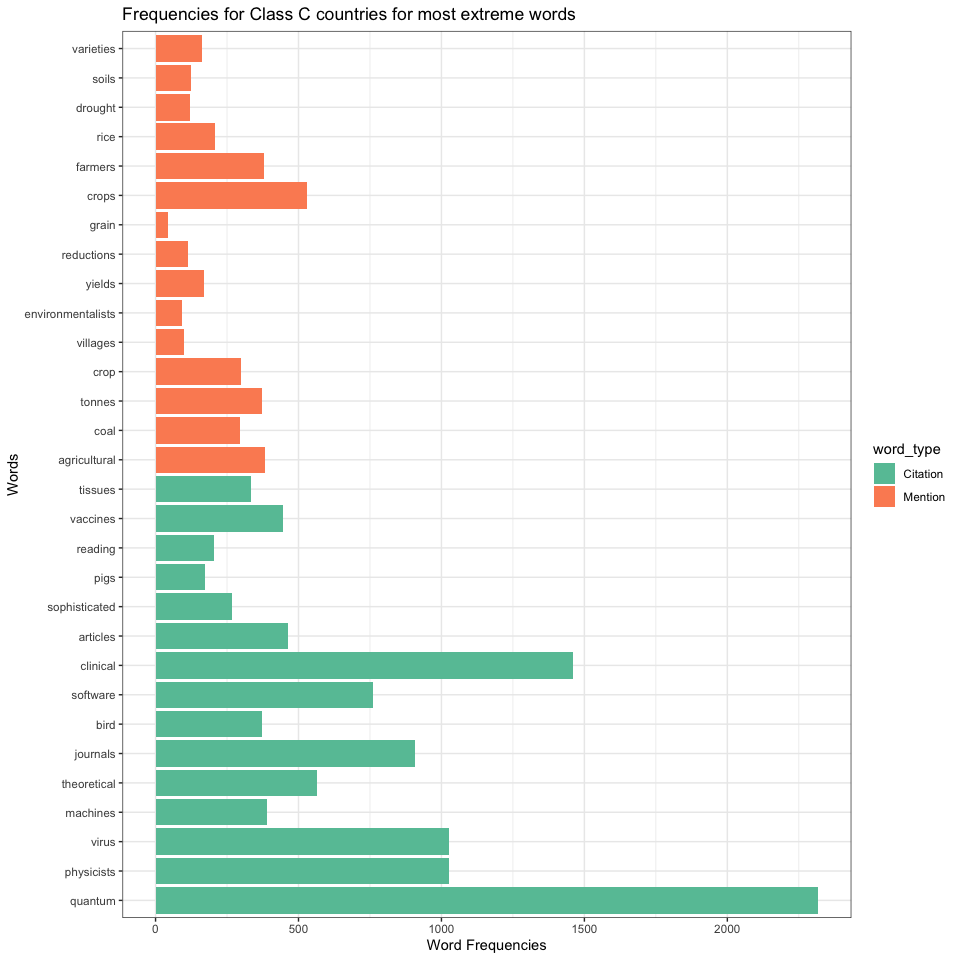 Frequencies for Class C countries for most extreme words
varieties
soils
drought
rice
farmers
crops
grain
reductions
yields
environmentalists
villages
crop
tonnes
coal
agricultural
tissues
vaccines
reading
pigs
sophisticated
articles
clinical
software
bird
journals
theoretical
machines
virus
physicists
quantum
Words
0 500 1000 1500 2000
Word Frequencies
word_type
Citation
Mention